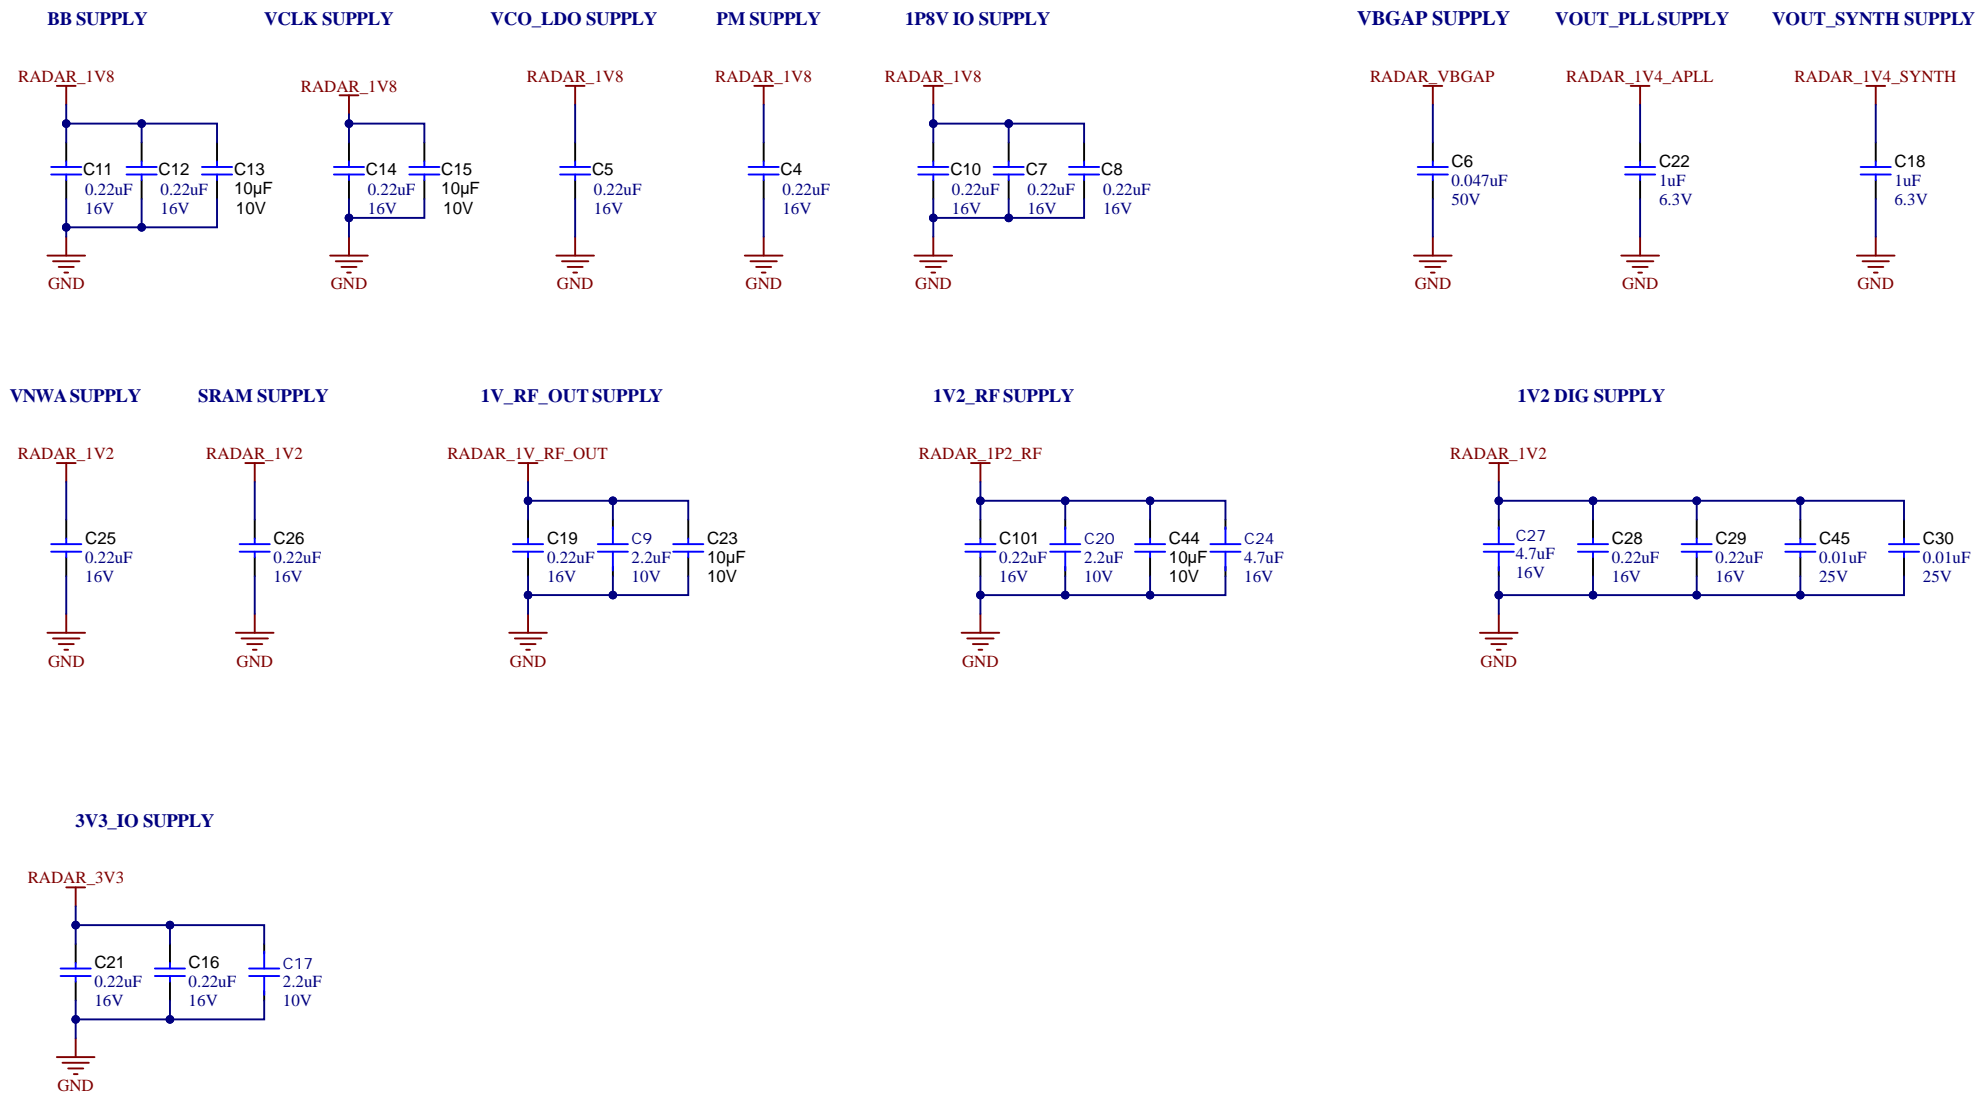 BB SUPPLY
VCLK SUPPLY
VCO_LDO SUPPLY
PM SUPPLY
1P8V IO SUPPLY
VBGAP SUPPLY
VOUT_PLL SUPPLY
VOUT_SYNTH SUPPLY
RADAR_1V8
C11
0.22uF
16V
C12
0.22uF
16V
C13
10µF
10V
GND
RADAR_1V8
C14
0.22uF
16V
C15
10µF
10V
GND
RADAR_1V8
C5
0.22uF
16V
GND
RADAR_1V8
C4
0.22uF
16V
GND
RADAR_1V8
C10
0.22uF
16V
C7
0.22uF
16V
C8
0.22uF
16V
GND
RADAR_VBGAP
C6
0.047uF
50V
GND
RADAR_1V4_APLL
C22
1uF
6.3V
GND
RADAR_1V4_SYNTH
C18
1uF
6.3V
GND
VNWA SUPPLY
SRAM SUPPLY
1V_RF_OUT SUPPLY
1V2_RF SUPPLY
1V2 DIG SUPPLY
RADAR_1V2
C25
0.22uF
16V
GND
RADAR_1V2
C26
0.22uF
16V
GND
RADAR_1V_RF_OUT
C19
0.22uF
16V
C9
2.2uF
10V
C23
10µF
10V
GND
RADAR_1P2_RF
C101
0.22uF
16V
C20
2.2uF
10V
C44
10µF
10V
C24
4.7uF
16V
GND
RADAR_1V2
C27
4.7uF
16V
C28
0.22uF
16V
C29
0.22uF
16V
C45
0.01uF
25V
C30
0.01uF
25V
GND
3V3_IO SUPPLY
RADAR_3V3
C21
0.22uF
16V
C16
0.22uF
16V
C17
2.2uF
10V
GND